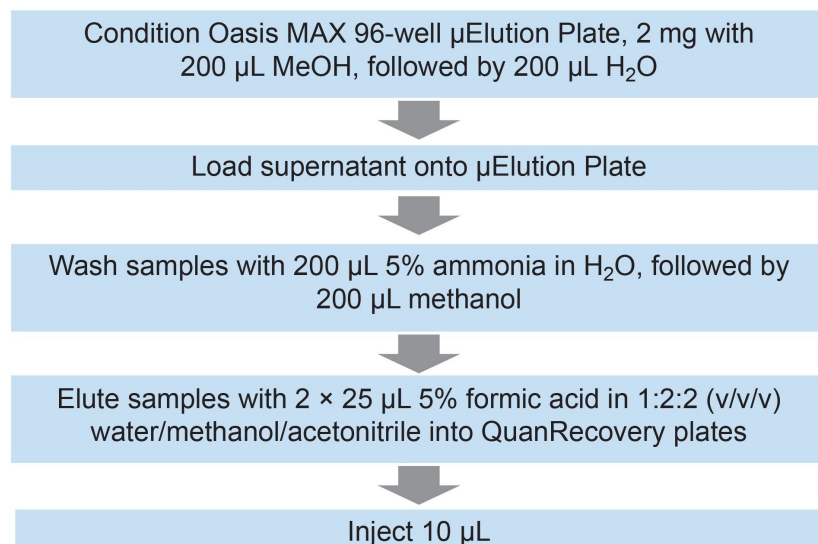 Condition Oasis MAX 96-well µElution Plate, 2 mg with
200 µL MeOH, followed by 200 µL H₂O
Load supernatant onto µElution Plate
Wash samples with 200 µL 5% ammonia in H₂O, followed by
200 µL methanol
Elute samples with 2 × 25 µL 5% formic acid in 1:2:2 (v/v/v)
water/methanol/acetonitrile into QuanRecovery plates
Inject 10 µL